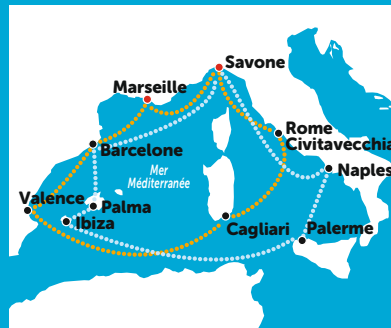 Savone
Marseille
Rome
Civitavecchia
Barcelone
Mer
Méditerranée
Naples
Valence
Palma
Ibiza
Cagliari
Palerme